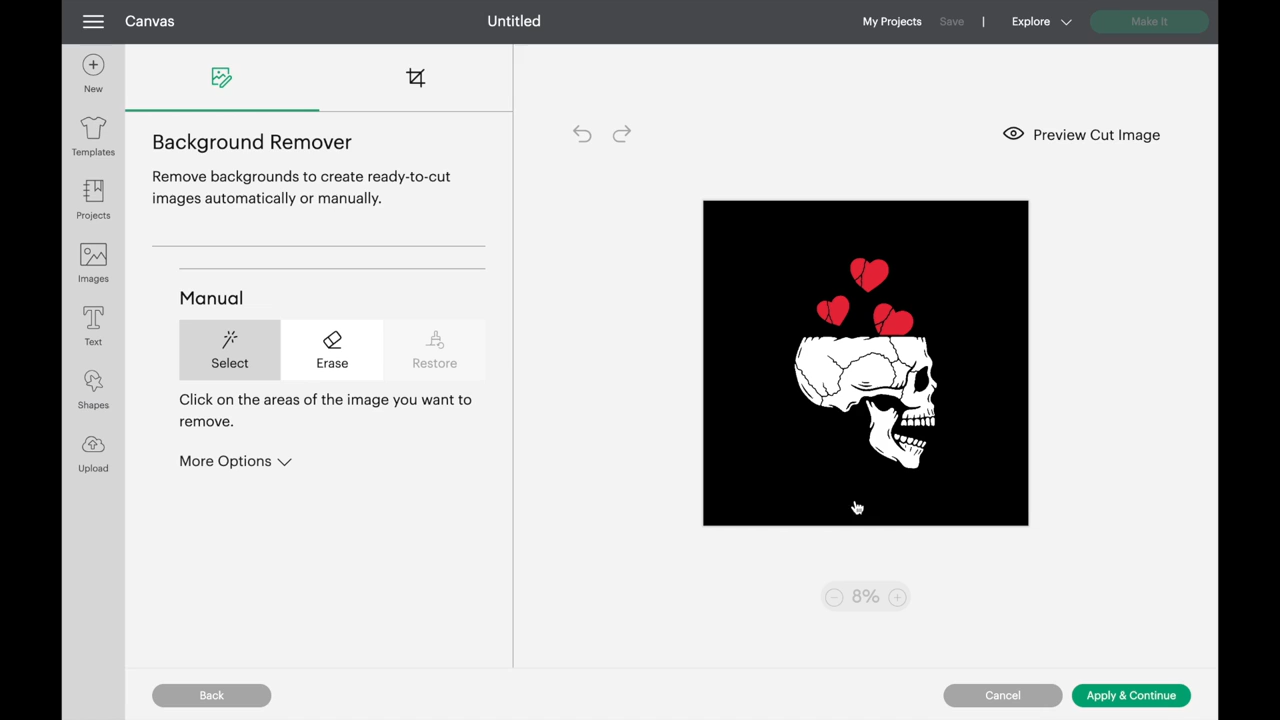 Canvas
Untitled
My Projects Save | Explore Make It
New
Templates
Projects
Images
Text
Shapes
Upload
Background Remover
Remove backgrounds to create ready-to-cut
images automatically or manually.
Manual
Select Erase Restore
Click on the areas of the image you want to
remove.
More Options
Preview Cut Image
8%
Back
Cancel
Apply & Continue